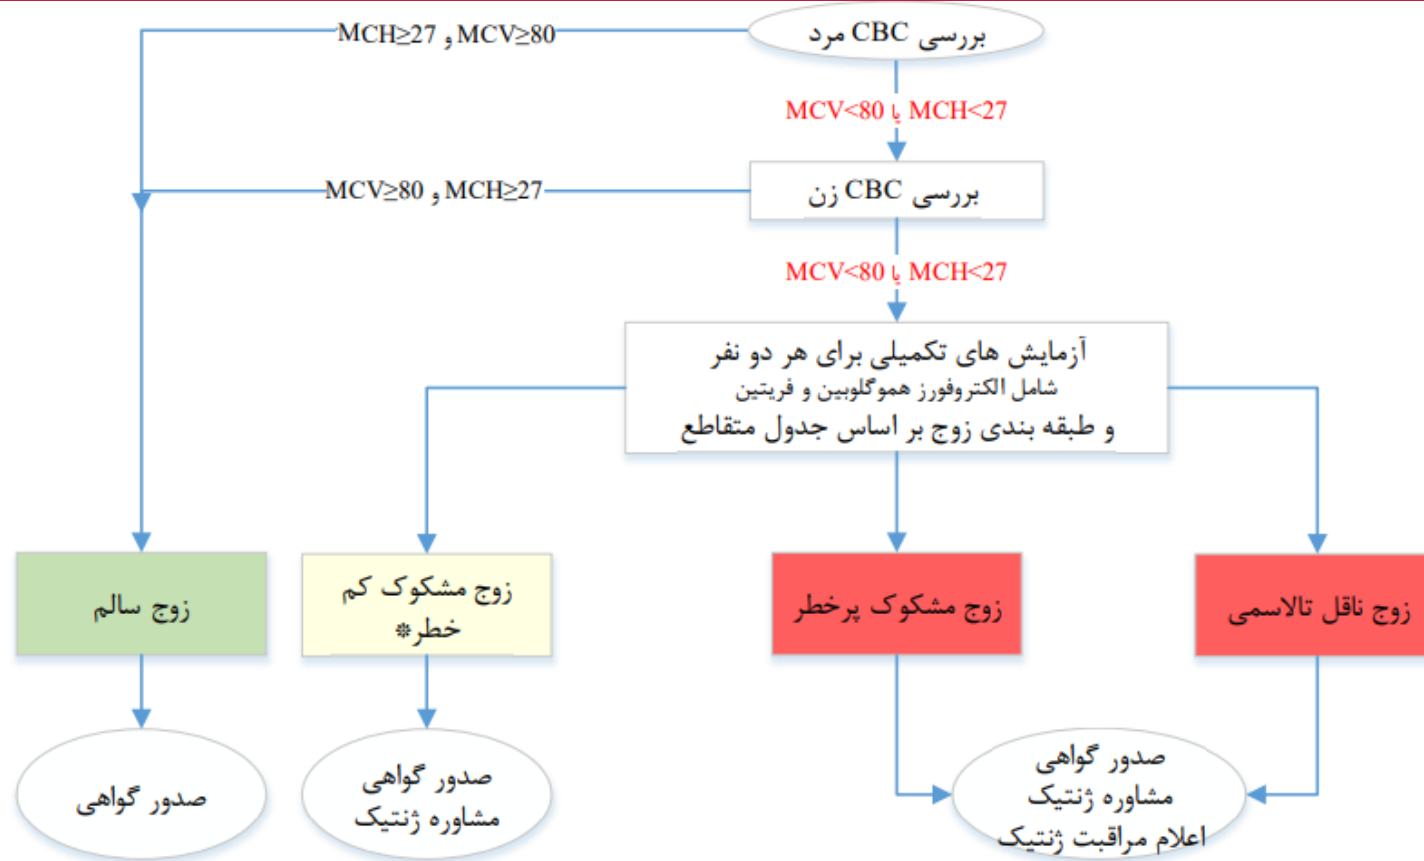 بررسی CBC مرد
MCH≥27 و MCV≥80
MCV<80 یا MCH<27
بررسی CBC زن
MCV≥80 و MCH≥27
MCV<80 یا MCH<27
آزمایش های تکمیلی برای هر دو نفر
شامل الکتروفورز هموگلوبین و فریتین
و طبقه بندی زوج بر اساس جدول متقاطع
زوج ناقل تالاسمی
زوج مشکوک پرخطر
زوج مشکوک کم
خطر*
زوج سالم
صدور گواهی
مشاوره ژنتیک
اعلام مراقبت ژنتیک
صدور گواهی
مشاوره ژنتیک
صدور گواهی